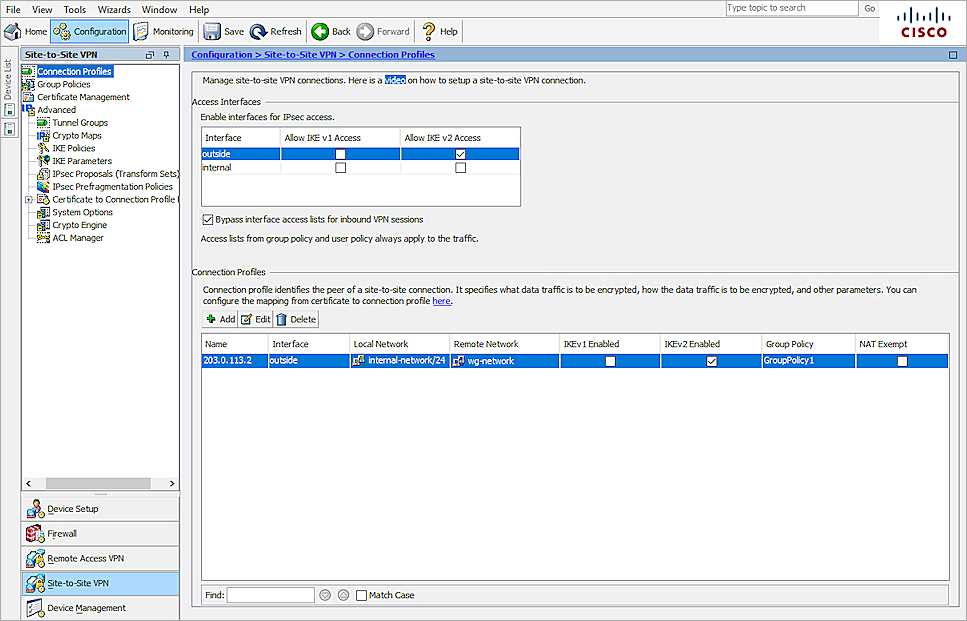 File View Tools Wizards Window Help
Type to search topic Go
Home Configuration Monitoring Save Refresh Back Forward Help
CISCO
Device List
Site-to-Site VPN
Connection Profiles
Group Policies
Certificate Management
Advanced
Tunnel Groups
Crypto Maps
IKE Policies
IKE Parameters
IPsec Proposals (Transform Sets)
IPsec Prefragmentation Policies
Certificate to Connection Profile
System Options
Crypto Engine
ACL Manager
Device Setup
Firewall
Remote Access VPN
Site-to-Site VPN
Device Management
Configuration > Site-to-Site VPN > Connection Profiles
Manage site-to-site VPN connections. Here is a video on how to setup a site-to-site VPN connection.
Access Interfaces
Enable interfaces for IPsec access.
Interface Allow IKE v1 Access Allow IKE v2 Access
outside
internal
Bypass interface access lists for inbound VPN sessions
Access lists from group policy and user policy always apply to the traffic.
Connection Profiles
Connection profile identifies the peer of a site-to-site connection. It specifies what data traffic is to be encrypted, how the data traffic is to be encrypted, and other parameters. You can
configure the mapping from certificate to connection profile here.
Add Edit Delete
Name Interface Local Network Remote Network IKEv1 Enabled IKEv2 Enabled Group Policy NAT Exempt
203.0.113.2 outside internal-network/24 wg-network GroupPolicy1
Find: Match Case